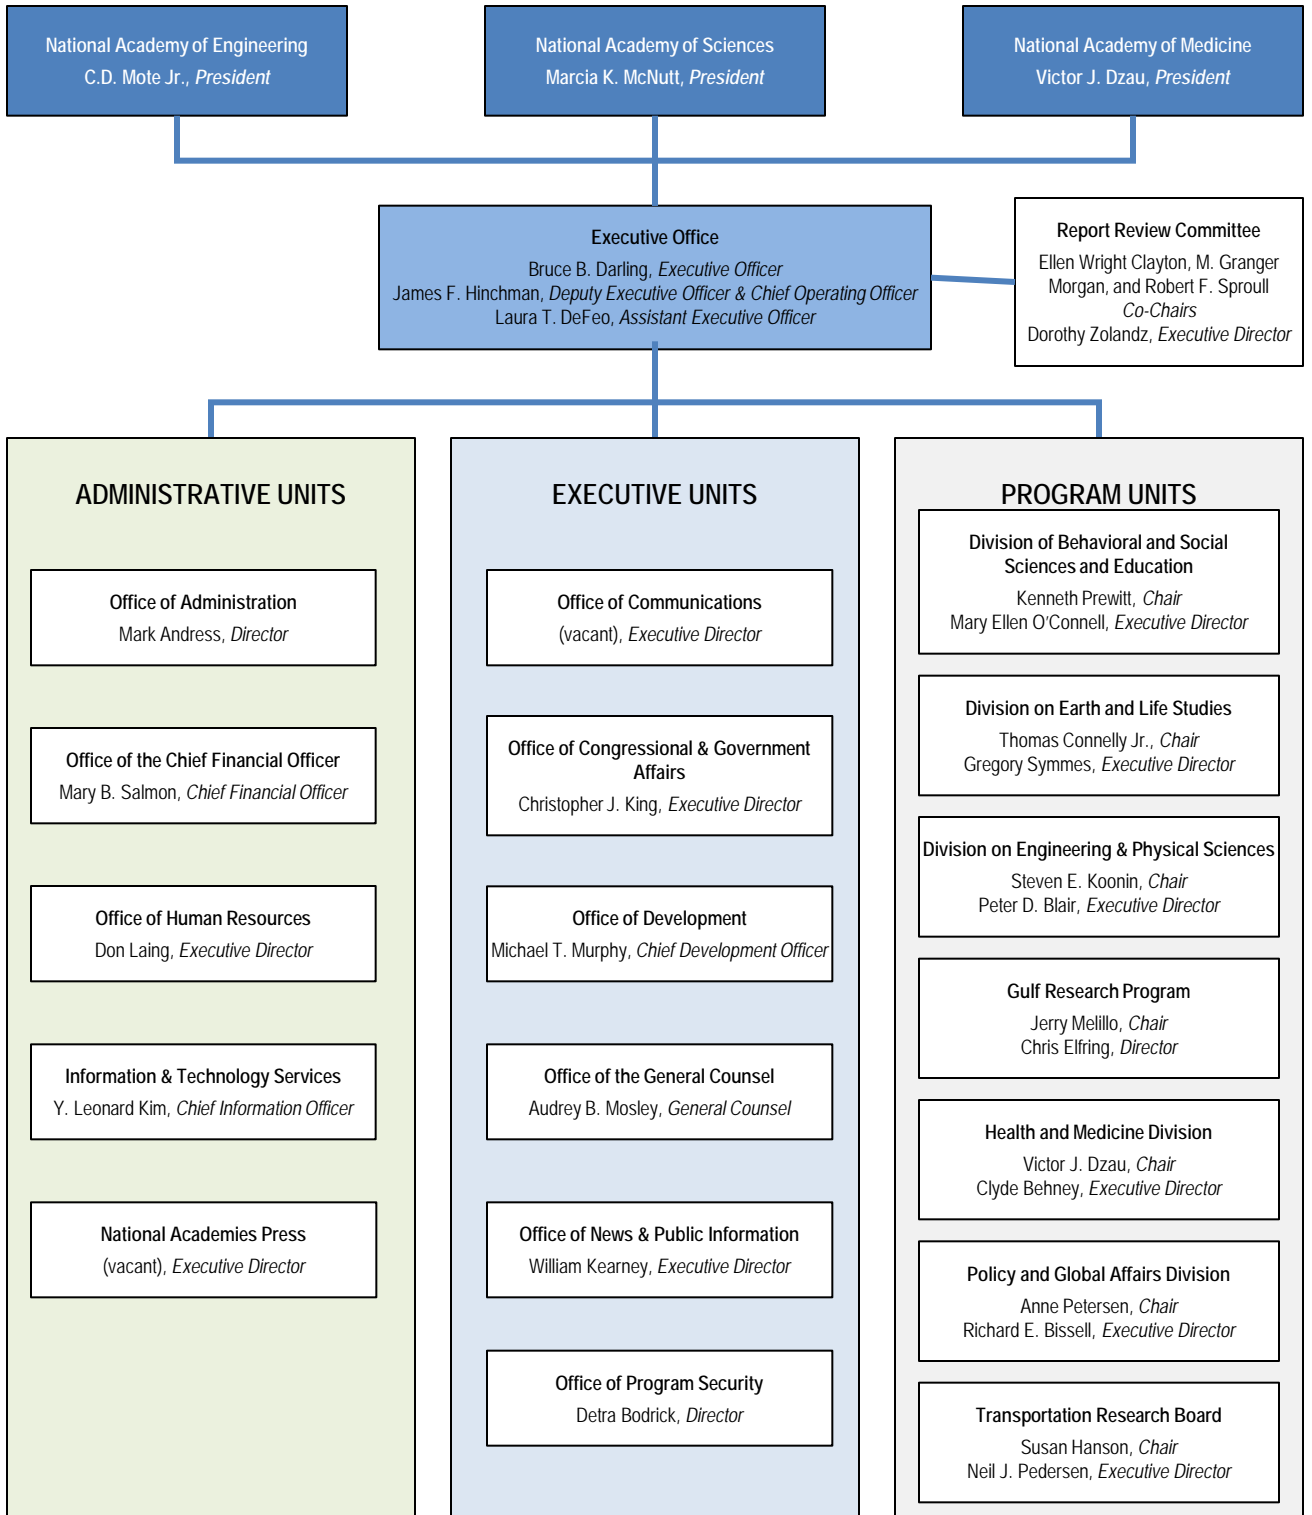 National Academy of Engineering
C.D. Mote Jr., President
National Academy of Sciences
Marcia K. McNutt, President
National Academy of Medicine
Victor J. Dzau, President
Executive Office
Bruce B. Darling, Executive Officer
James F. Hinchman, Deputy Executive Officer & Chief Operating Officer
Laura T. DeFeo, Assistant Executive Officer
Report Review Committee
Ellen Wright Clayton, M. Granger
Morgan, and Robert F. Sproull
Co-Chairs
Dorothy Zolandz, Executive Director
ADMINISTRATIVE UNITS
Office of Administration
Mark Andress, Director
Office of the Chief Financial Officer
Mary B. Salmon, Chief Financial Officer
Office of Human Resources
Don Laing, Executive Director
Information & Technology Services
Y. Leonard Kim, Chief Information Officer
National Academies Press
(vacant), Executive Director
EXECUTIVE UNITS
Office of Communications
(vacant), Executive Director
Office of Congressional & Government
Affairs
Christopher J. King, Executive Director
Office of Development
Michael T. Murphy, Chief Development Officer
Office of the General Counsel
Audrey B. Mosley, General Counsel
Office of News & Public Information
William Kearney, Executive Director
Office of Program Security
Detra Bodrick, Director
PROGRAM UNITS
Division of Behavioral and Social
Sciences and Education
Kenneth Prewitt, Chair
Mary Ellen O'Connell, Executive Director
Division on Earth and Life Studies
Thomas Connelly Jr., Chair
Gregory Symmes, Executive Director
Division on Engineering & Physical Sciences
Steven E. Koonin, Chair
Peter D. Blair, Executive Director
Gulf Research Program
Jerry Melillo, Chair
Chris Elfring, Director
Health and Medicine Division
Victor J. Dzau, Chair
Clyde Behney, Executive Director
Policy and Global Affairs Division
Anne Petersen, Chair
Richard E. Bissell, Executive Director
Transportation Research Board
Susan Hanson, Chair
Neil J. Pedersen, Executive Director